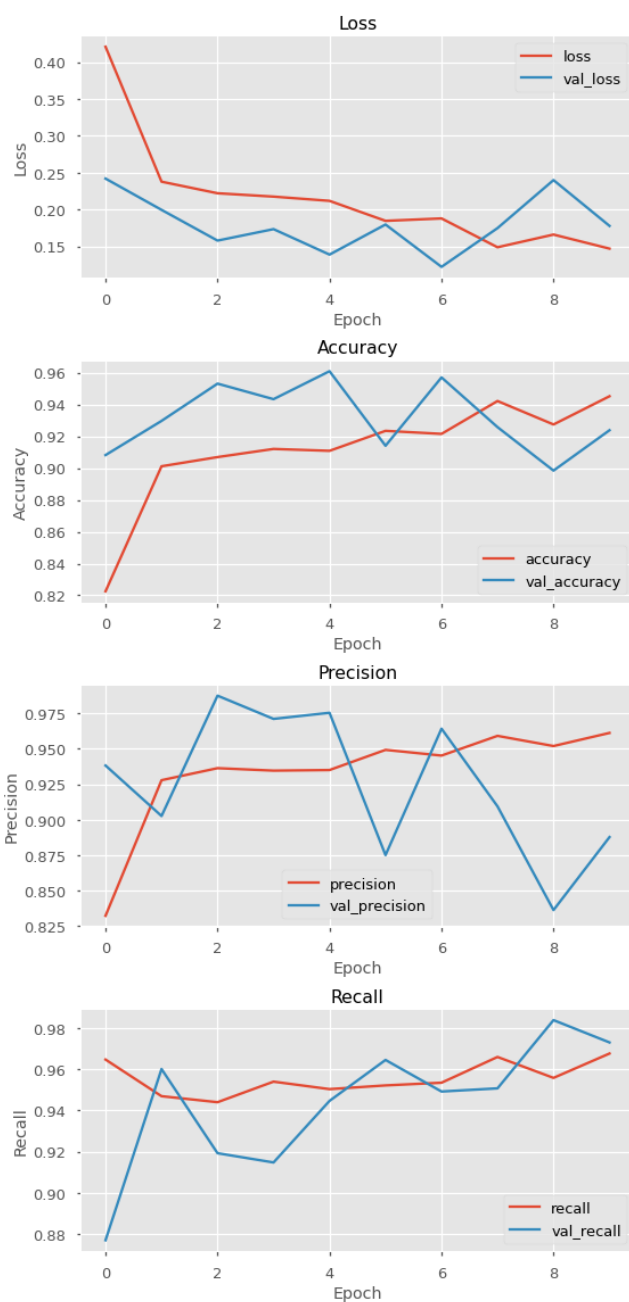 Loss
loss
val_loss
0.40
0.35
0.30
0.25
0.20
0.15
Loss
0 2 4 6 8
Epoch
Accuracy
0.96
0.94
0.92
0.90
0.88
0.86
0.84
0.82
Accuracy
accuracy
val_accuracy
0 2 4 6 8
Epoch
Precision
0.975
0.950
0.925
0.900
0.875
0.850
0.825
Precision
precision
val_precision
0 2 4 6 8
Epoch
Recall
0.98
0.96
0.94
0.92
0.90
0.88
Recall
recall
val_recall
0 2 4 6 8
Epoch